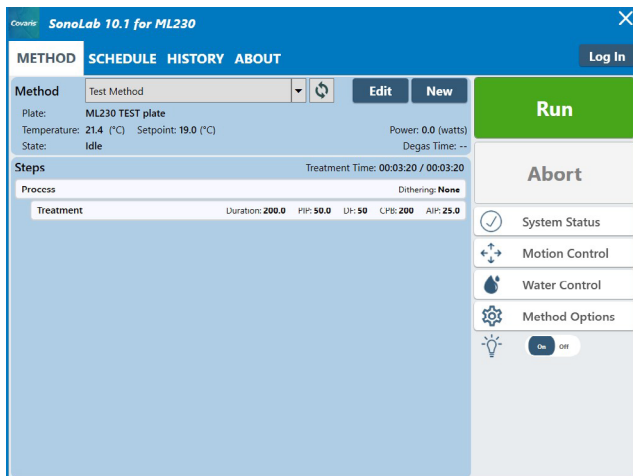 Covaris SonoLab 10.1 for ML230
METHOD SCHEDULE HISTORY ABOUT Log In
Method Test Method Edit New
Plate: ML230 TEST plate
Temperature: 21.4 (°C) Setpoint: 19.0 (°C) Power: 0.0 (watts)
State: Idle Degas Time: --
Steps Treatment Time: 00:03:20 / 00:03:20
Process Dithering: None
Treatment Duration: 200.0 PIP: 50.0 DF: 50 CPB: 200 AIP: 25.0
Run
Abort
System Status
Motion Control
Water Control
Method Options
On Off